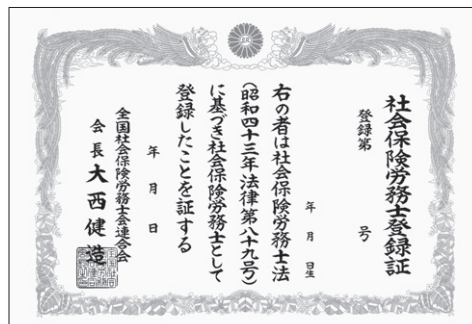 社会保険労務士登録証
登録第　　　号
年　月　日生
右の者は社会保険労務士法
(昭和四十三年法律第八十九号)
に基づき社会保険労務士として
登録したことを証する
年　月　日
全国社会保険労務士会連合会
会長 大西健造